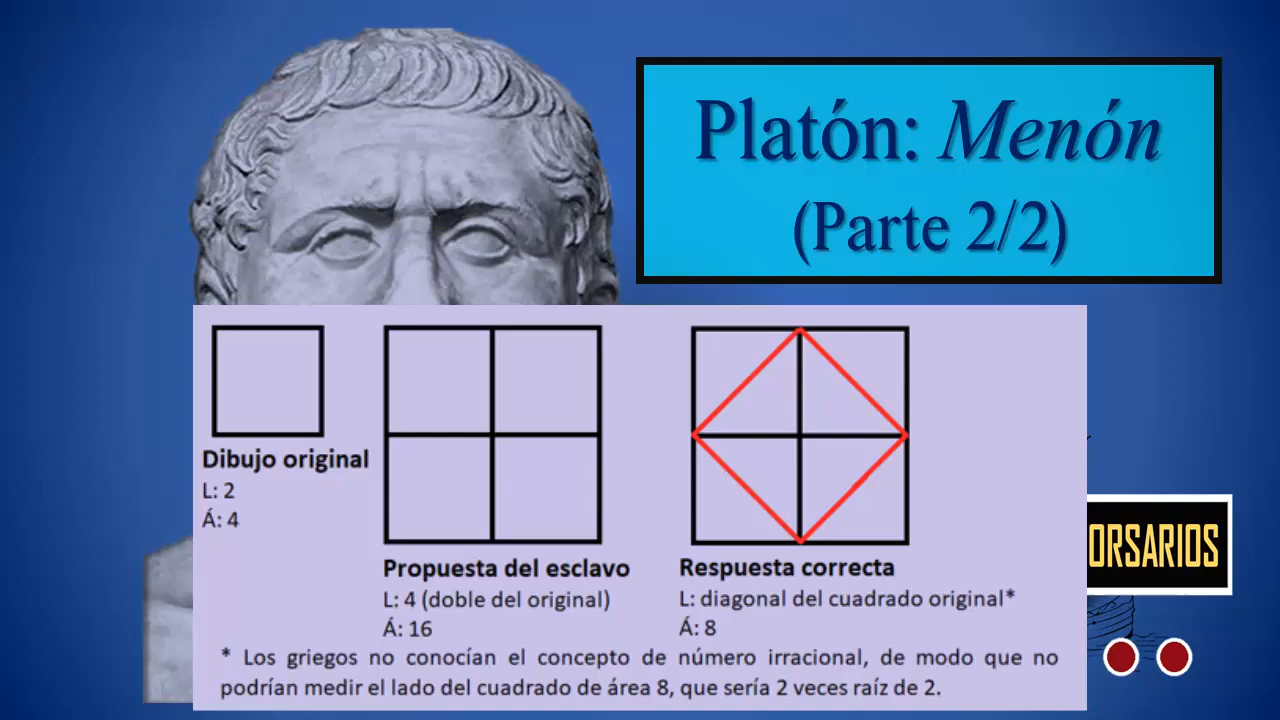 Platón: Menón
(Parte 2/2)
Dibujo original
L: 2
Á: 4
Propuesta del esclavo
L: 4 (doble del original)
Á: 16
Respuesta correcta
L: diagonal del cuadrado original*
Á: 8
* Los griegos no conocían el concepto de número irracional, de modo que no
podrían medir el lado del cuadrado de área 8, que sería 2 veces raíz de 2.
ORSARIOS